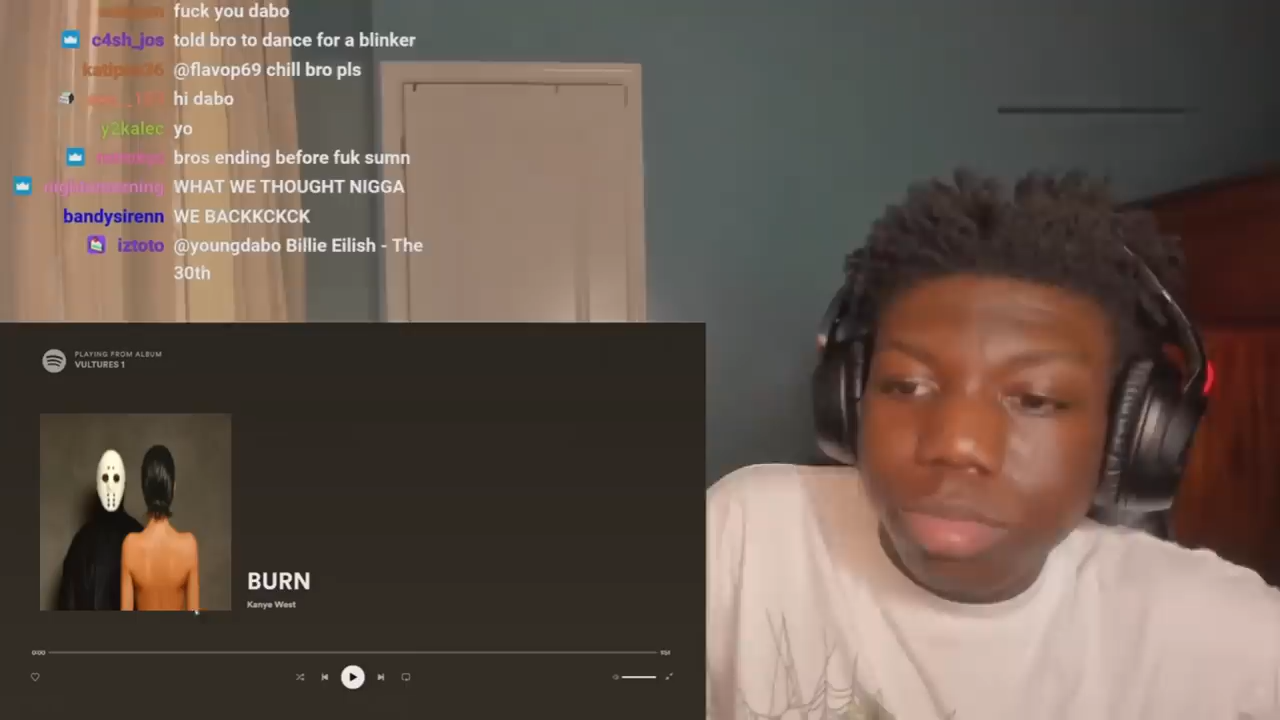 fuck you dabo
c4sh_jos told bro to dance for a blinker
@flavop69 chill bro pls
hi dabo
y2kalec yo
bros ending before fuk sumn
WHAT WE THOUGHT NIGGA
bandysirenn WE BACKKCKCK
iztoto @youngdabo Billie Eilish - The
30th
PLAYING FROM ALBUM
VULTURES 1
BURN
Kanye West
0:00